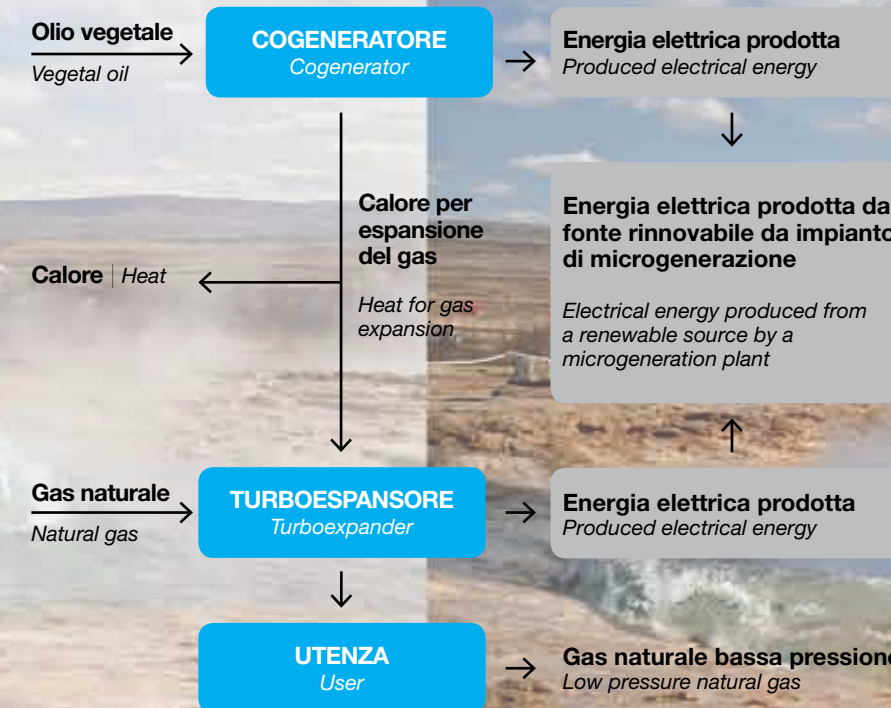 Olio vegetale
Vegetal oil
COGENERATORE
Cogenerator
Energia elettrica prodotta
Produced electrical energy
Calore per
espansione
del gas
Heat for gas
expansion
Calore | Heat
Energia elettrica prodotta da
fonte rinnovabile da impianto
di microgenerazione
Electrical energy produced from
a renewable source by a
microgeneration plant
Gas naturale
Natural gas
TURBOESPANSORE
Turboexpander
Energia elettrica prodotta
Produced electrical energy
UTENZA
User
Gas naturale bassa pressione
Low pressure natural gas